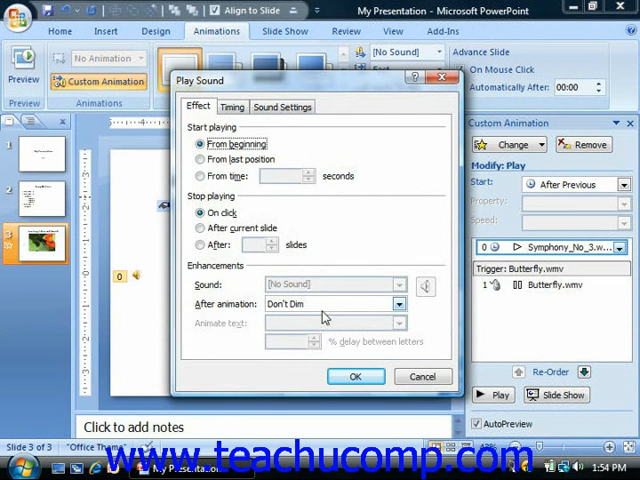 Align to Slide
My Presentation - Microsoft PowerPoint
Home Insert Design Animations Slide Show Review View Add-Ins
Preview
No Animation
Custom Animation
[No Sound]
Advance Slide
On Mouse Click
Automatically After: 00:00
Preview
Animations
Play Sound
Effect Timing Sound Settings
Start playing
From beginning
From last position
From time: seconds
Stop playing
On click
After current slide
After: slides
Enhancements
Sound: [No Sound]
After animation: Don't Dim
Animate text:
% delay between letters
OK Cancel
Custom Animation
Change Remove
Modify: Play
Start: After Previous
Property:
Speed:
0 Symphony_No_3.w...
Trigger: Butterfly.wmv
1 Butterfly.wmv
Re-Order
Play Slide Show
AutoPreview
1
2
3
0
Click to add notes
Slide 3 of 3 "Office Theme"
www.teachucomp.com
My Presentation
1:54 PM